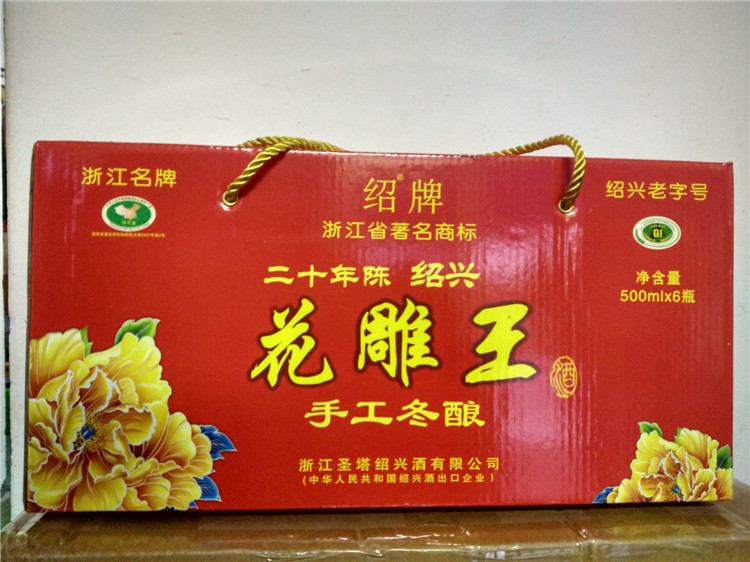 浙江名牌
绍®牌
浙江省著名商标
绍兴老字号
GI
净含量
500mlx6瓶
二十年陈 绍兴
花雕王
酒
手工冬酿
浙江圣塔绍兴酒有限公司
(中华人民共和国绍兴酒出口企业)